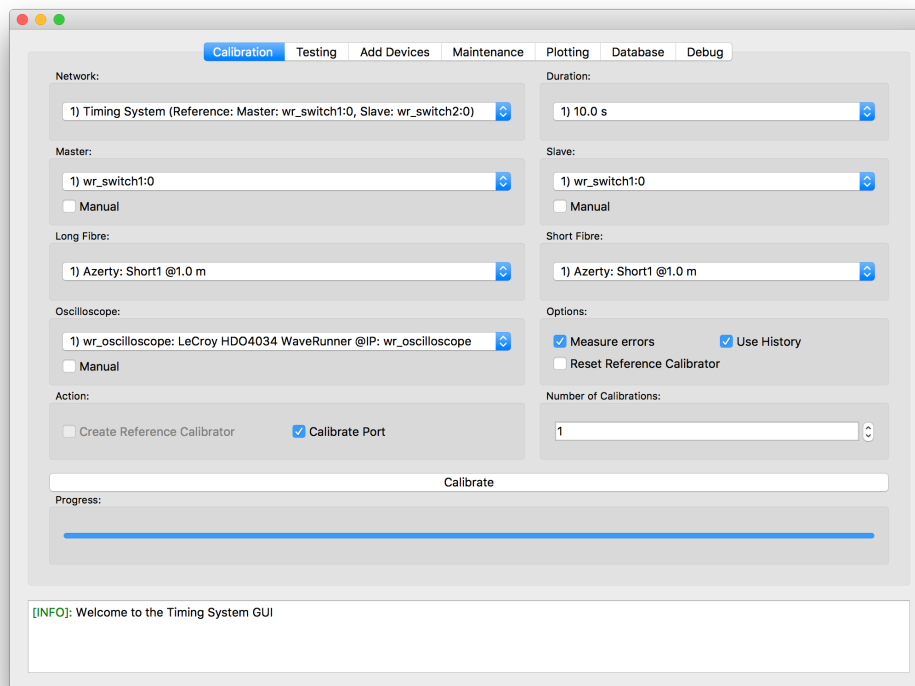 Calibration Testing Add Devices Maintenance Plotting Database Debug
Network: Duration:
1) Timing System (Reference: Master: wr_switch1:0, Slave: wr_switch2:0) 1) 10.0 s
Master: Slave:
1) wr_switch1:0 1) wr_switch1:0
Manual Manual
Long Fibre: Short Fibre:
1) Azerty: Short1 @1.0 m 1) Azerty: Short1 @1.0 m
Oscilloscope: Options:
1) wr_oscilloscope: LeCroy HDO4034 WaveRunner @IP: wr_oscilloscope Measure errors Use History
Manual Reset Reference Calibrator
Action: Number of Calibrations:
Create Reference Calibrator Calibrate Port 1
Calibrate
Progress:
[INFO]: Welcome to the Timing System GUI